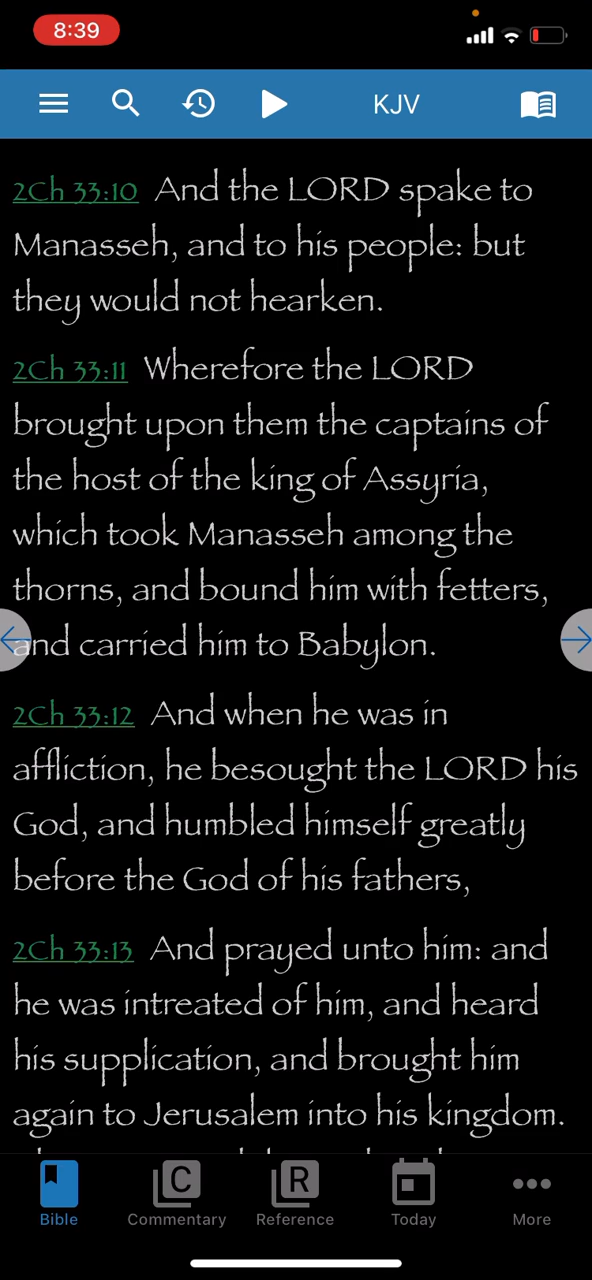 8:39
KJV
2Ch 33:10 And the LORD spake to
Manasseh, and to his people: but
they would not hearken.
2Ch 33:11 Wherefore the LORD
brought upon them the captains of
the host of the king of Assyria,
which took Manasseh among the
thorns, and bound him with fetters,
and carried him to Babylon.
2Ch 33:12 And when he was in
affliction, he besought the LORD his
God, and humbled himself greatly
before the God of his fathers,
2Ch 33:13 And prayed unto him: and
he was intreated of him, and heard
his supplication, and brought him
again to Jerusalem into his kingdom.
C R
Bible Commentary Reference Today More